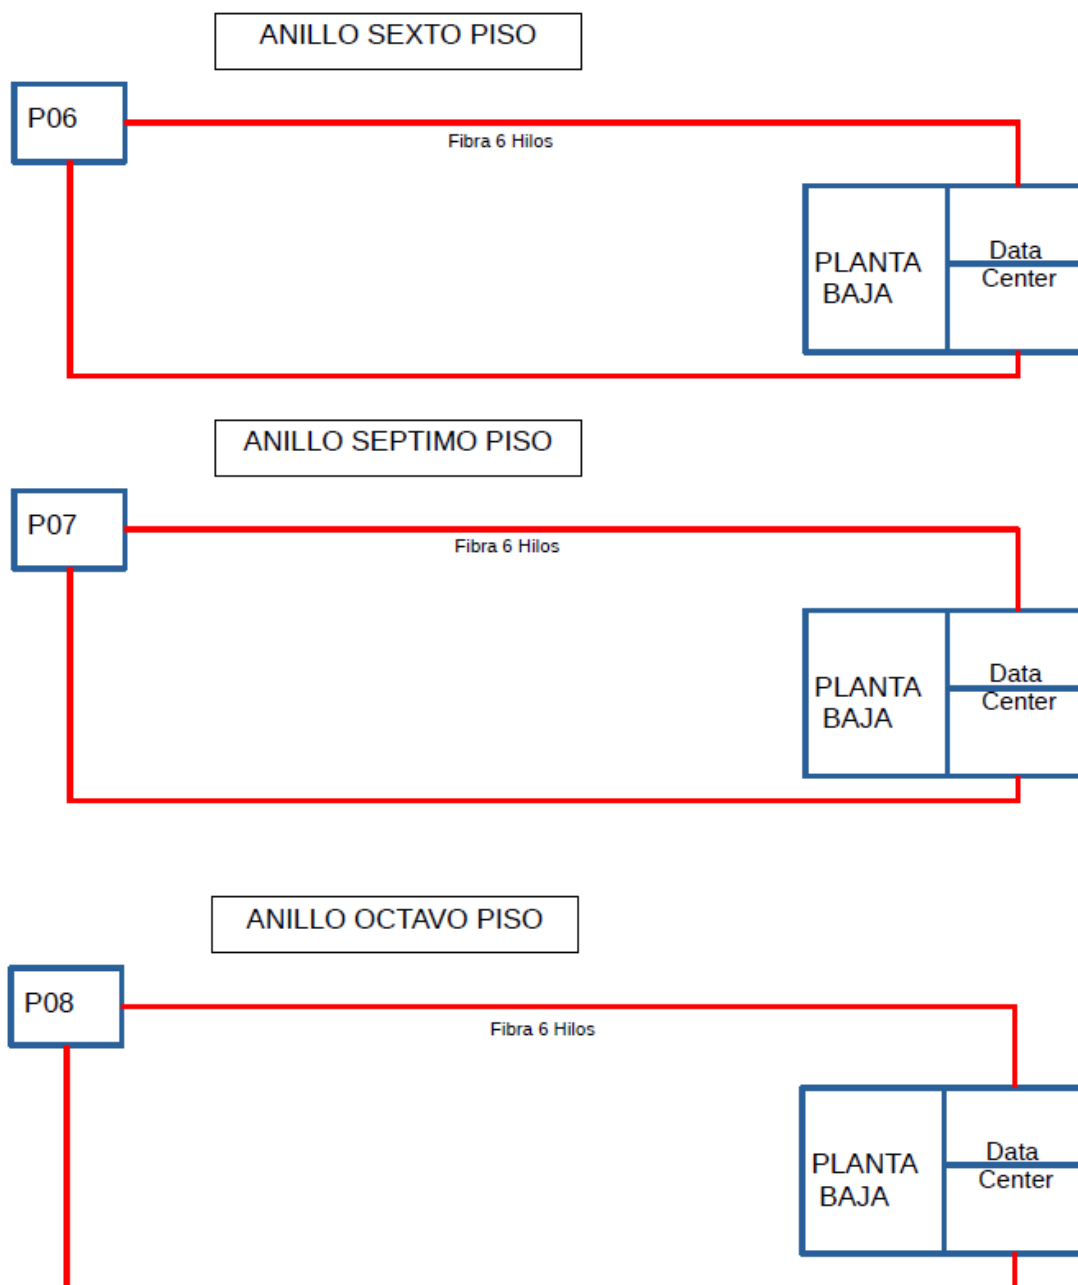 ANILLO SEXTO PISO
P06
Fibra 6 Hilos
PLANTA
BAJA
Data
Center
ANILLO SEPTIMO PISO
P07
Fibra 6 Hilos
PLANTA
BAJA
Data
Center
ANILLO OCTAVO PISO
P08
Fibra 6 Hilos
PLANTA
BAJA
Data
Center